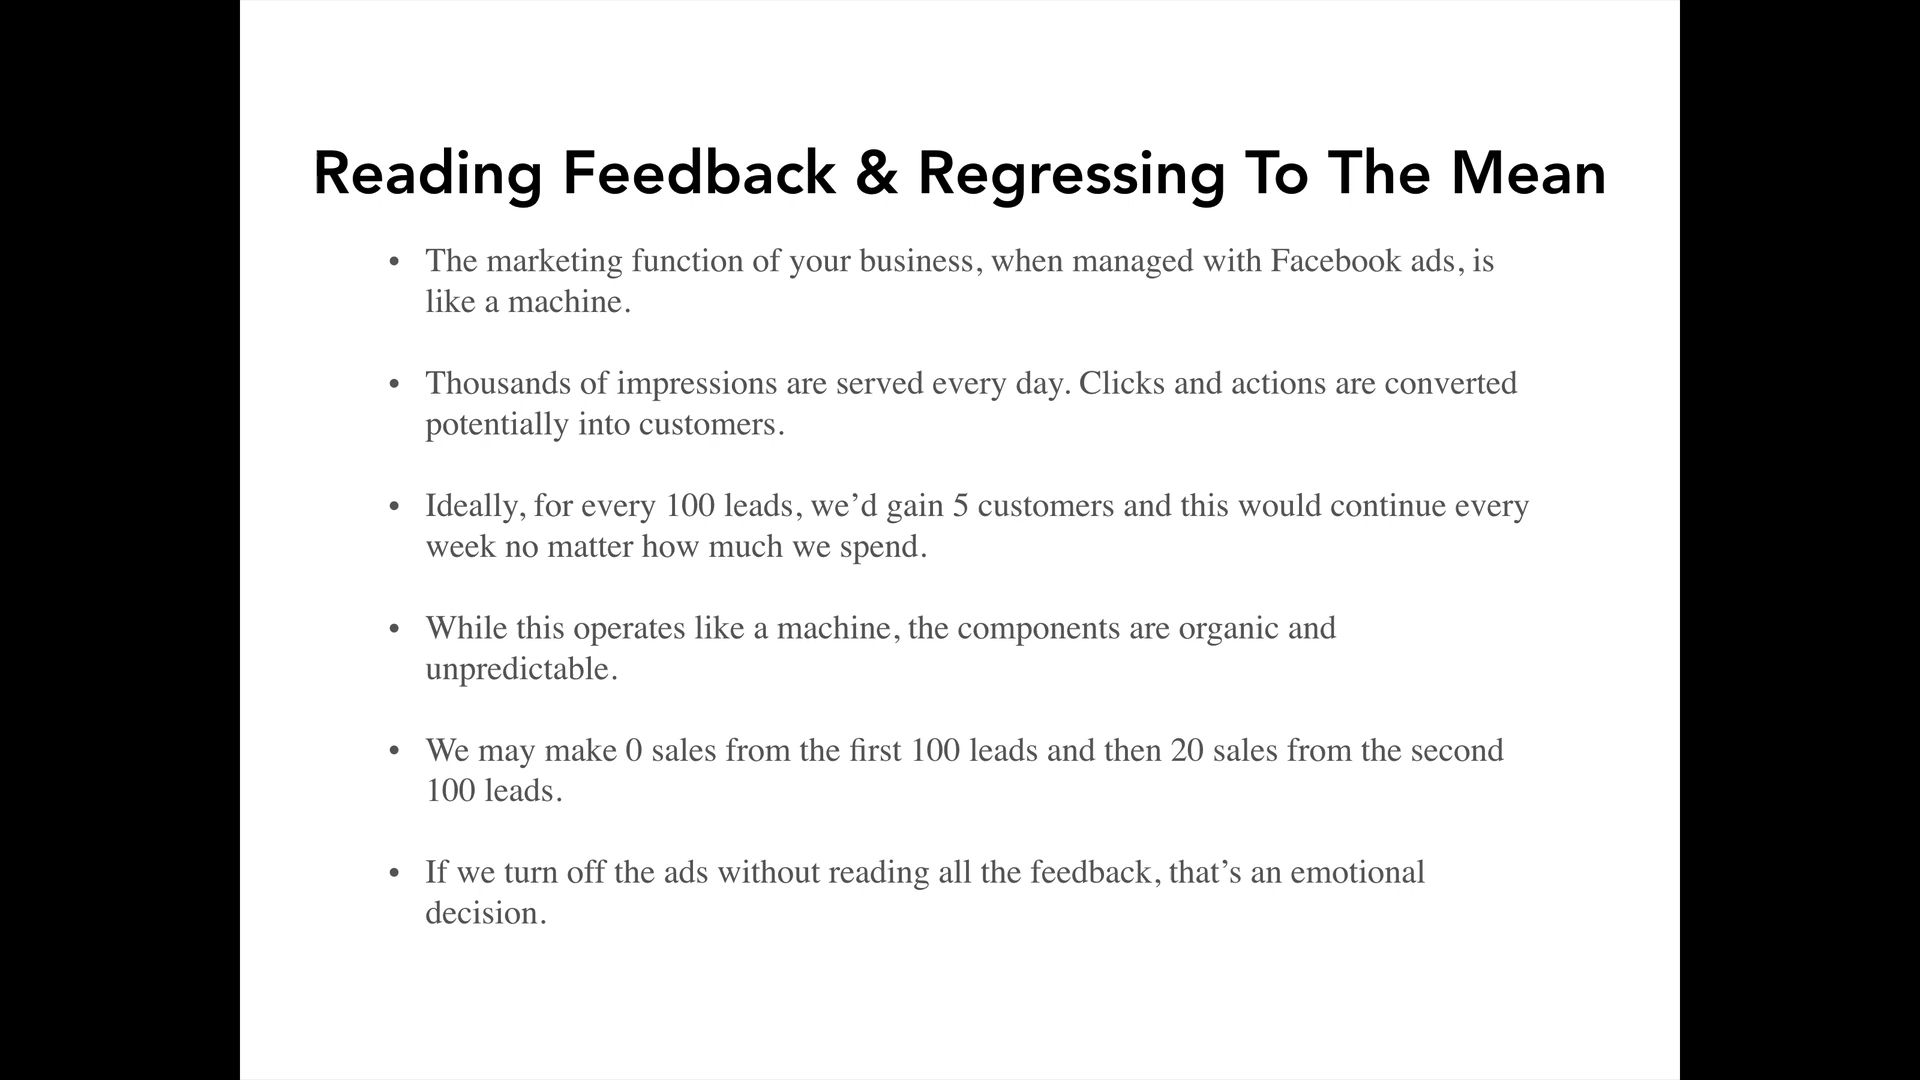 Reading Feedback & Regressing To The Mean
• The marketing function of your business, when managed with Facebook ads, is
like a machine.
• Thousands of impressions are served every day. Clicks and actions are converted
potentially into customers.
• Ideally, for every 100 leads, we’d gain 5 customers and this would continue every
week no matter how much we spend.
• While this operates like a machine, the components are organic and
unpredictable.
• We may make 0 sales from the first 100 leads and then 20 sales from the second
100 leads.
• If we turn off the ads without reading all the feedback, that’s an emotional
decision.